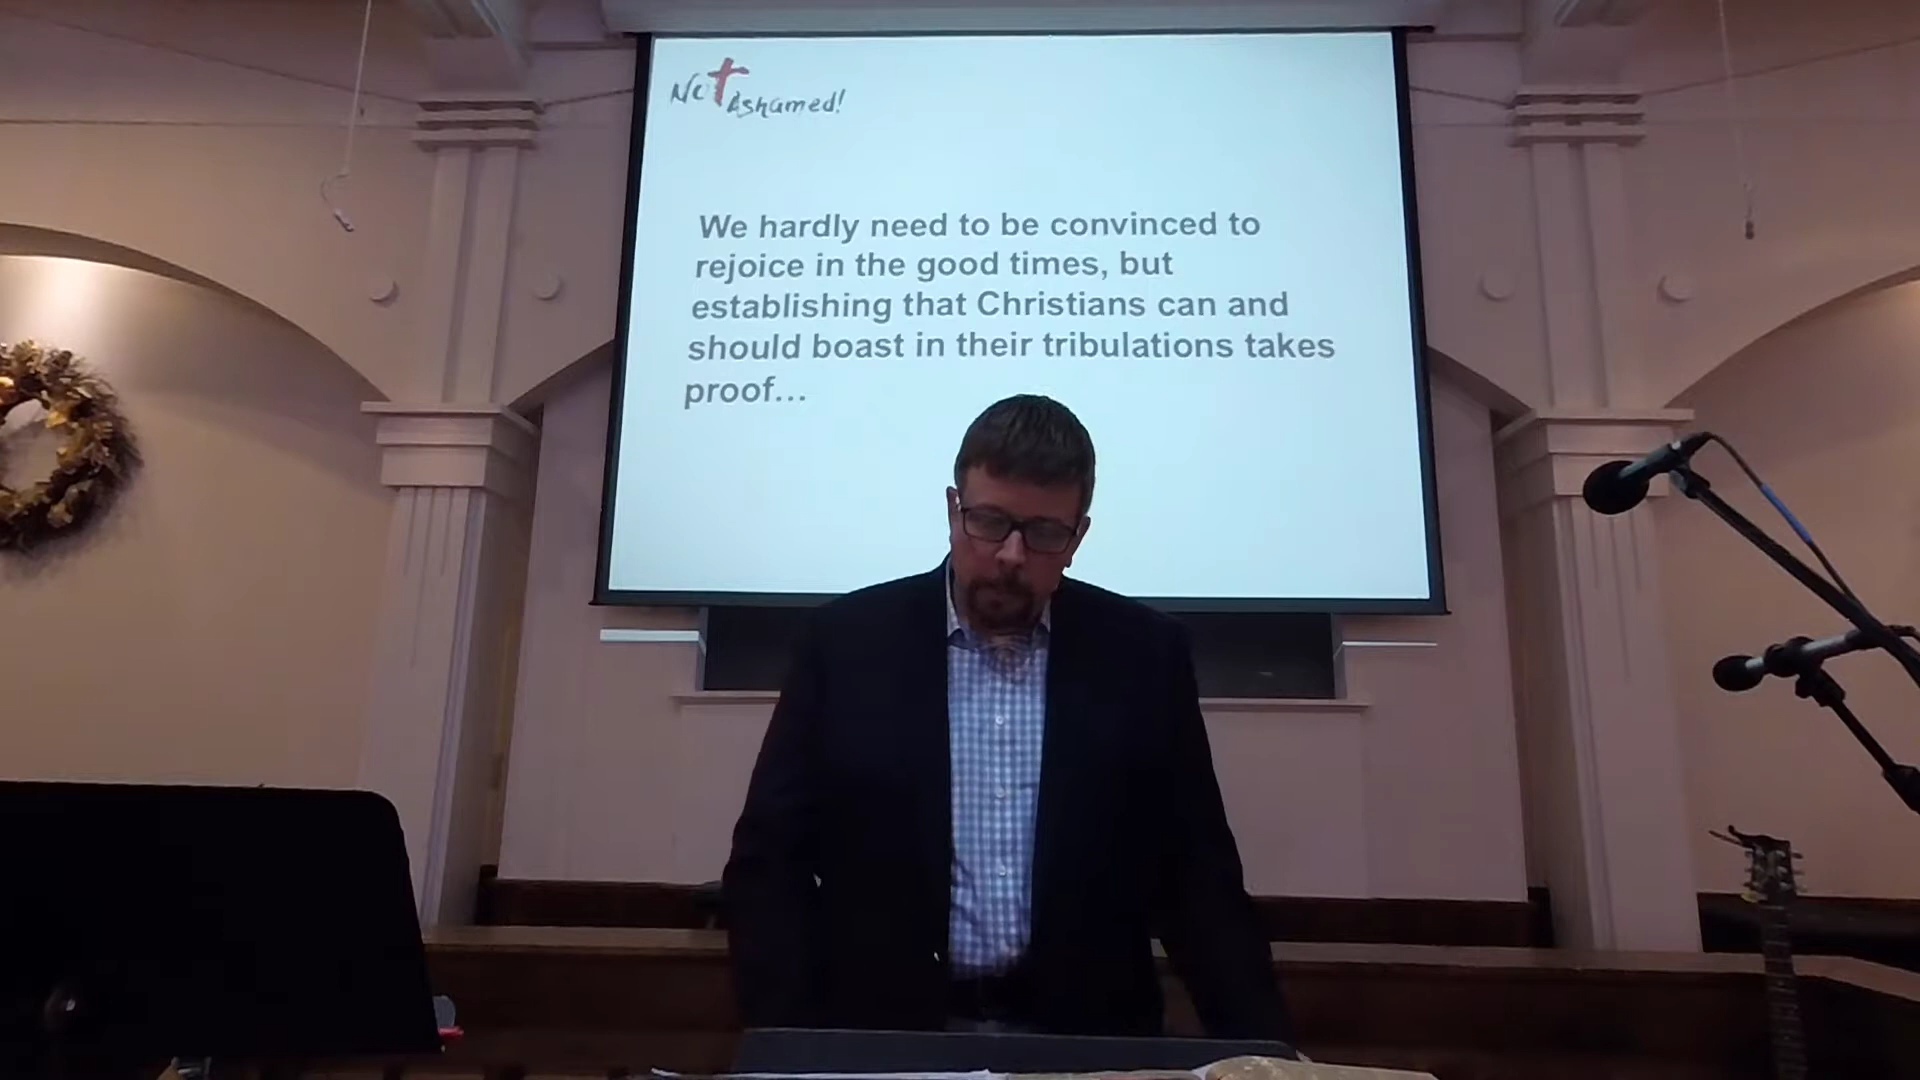 Not
Ashamed!
We hardly need to be convinced to
rejoice in the good times, but
establishing that Christians can and
should boast in their tribulations takes
proof...